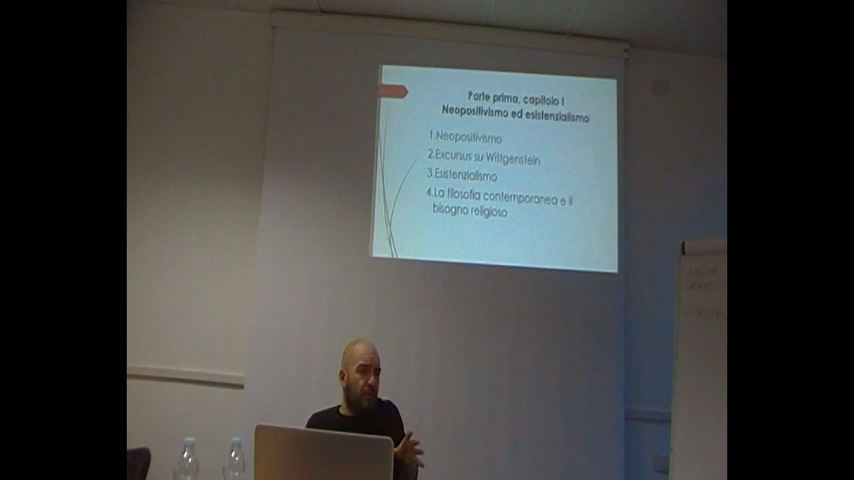 Parte prima, capitolo I
Neopositivismo ed esistenzialismo
1.Neopositivismo
2.Excursus su Wittgenstein
3.Esistenzialismo
4.La filosofia contemporanea e il
bisogno religioso